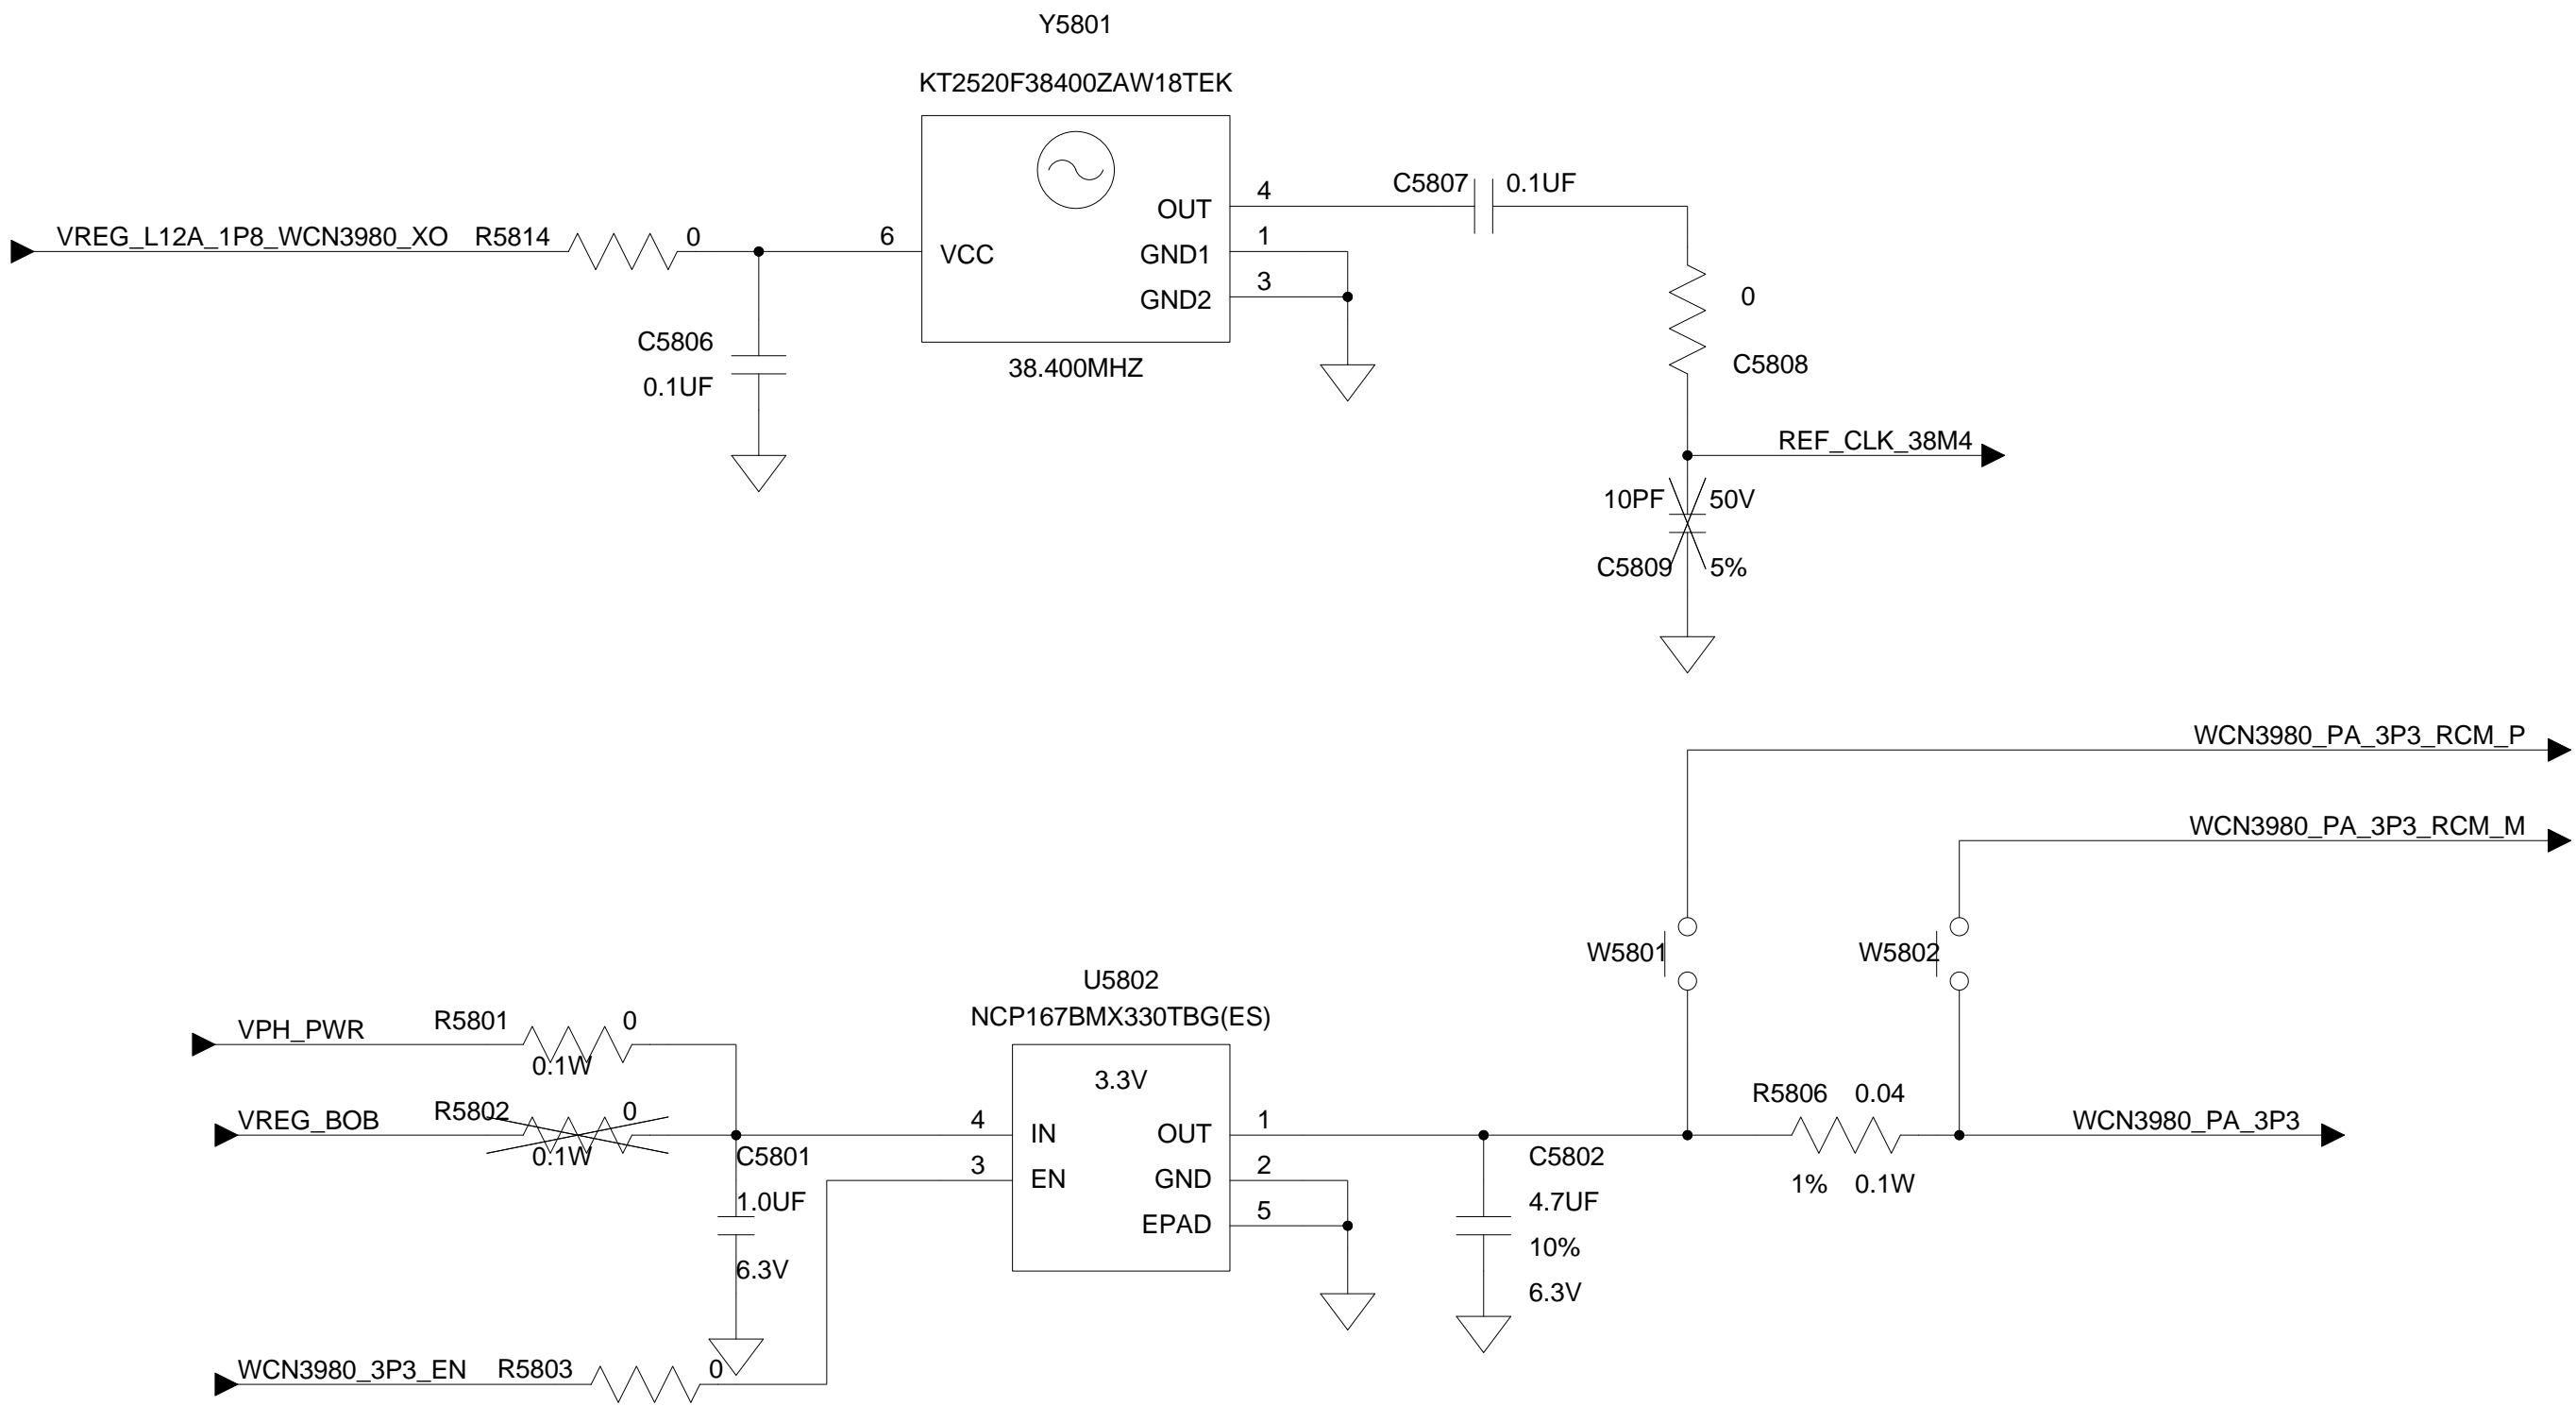 Y5801
KT2520F38400ZAW18TEK
VREG_L12A_1P8_WCN3980_XO R5814 0
6 VCC
OUT 4
GND1 1
GND2 3
C5807 0.1UF
C5806
0.1UF
38.400MHZ
0
C5808
REF_CLK_38M4
10PF 50V
C5809 5%
WCN3980_PA_3P3_RCM_P
WCN3980_PA_3P3_RCM_M
W5801 W5802
U5802
NCP167BMX330TBG(ES)
3.3V
VPH_PWR R5801 0
0.1W
VREG_BOB R5802 0
0.1W
4 IN OUT 1
3 EN GND 2
EPAD 5
C5801
1.0UF
6.3V
C5802
4.7UF
10%
6.3V
R5806 0.04
1% 0.1W
WCN3980_PA_3P3
WCN3980_3P3_EN R5803 0